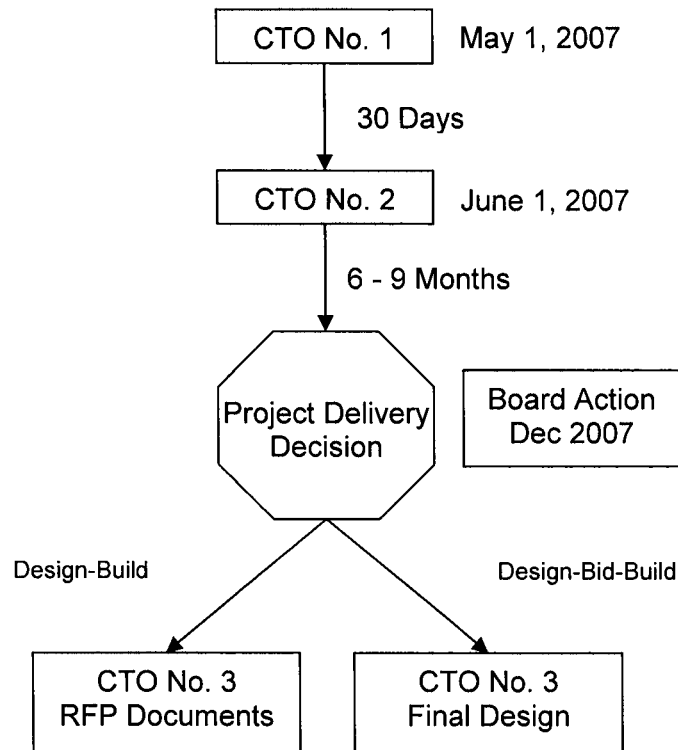 CTO No. 1
May 1, 2007
30 Days
CTO No. 2
June 1, 2007
6 - 9 Months
Project Delivery
Decision
Board Action
Dec 2007
Design-Build
Design-Bid-Build
CTO No. 3
RFP Documents
CTO No. 3
Final Design